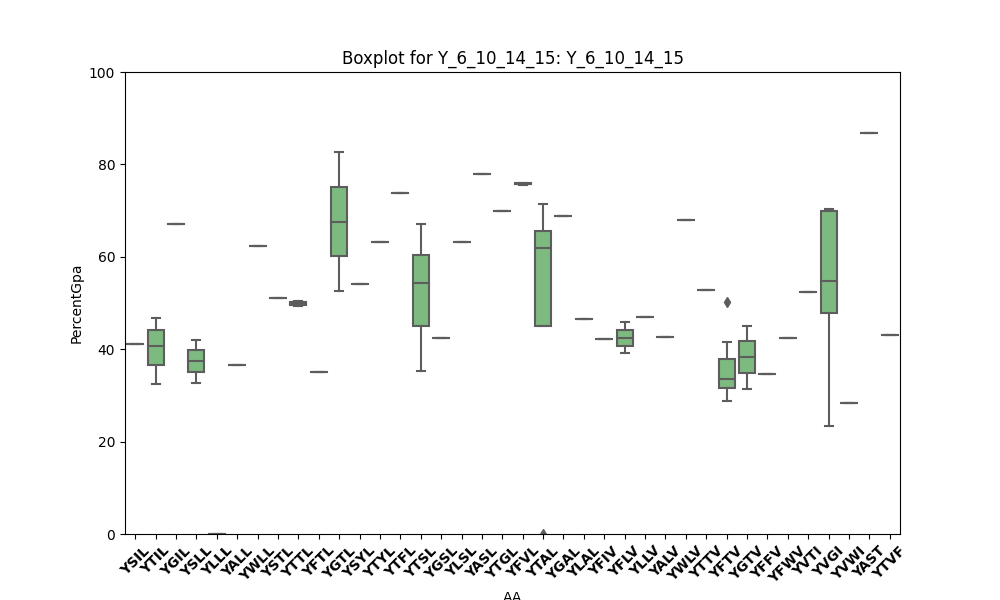 Boxplot for Y_6_10_14_15: Y_6_10_14_15
100
80
60
40
20
0
PercentGpa
YSIL YTIL YGIL YSLL YLLL YALL YWLL YSTL YTTL YFTL YGTL YSYL YTYL YTFL YTSL YGSL YLSL YASL YTGL YFVL YTAL YGAL YLAL YFIV YFLV YLLV YALV YWLV YTTV YFTV YGTV YFFV YFWV YVTI YVGI YVWI YAST YTVF
AA